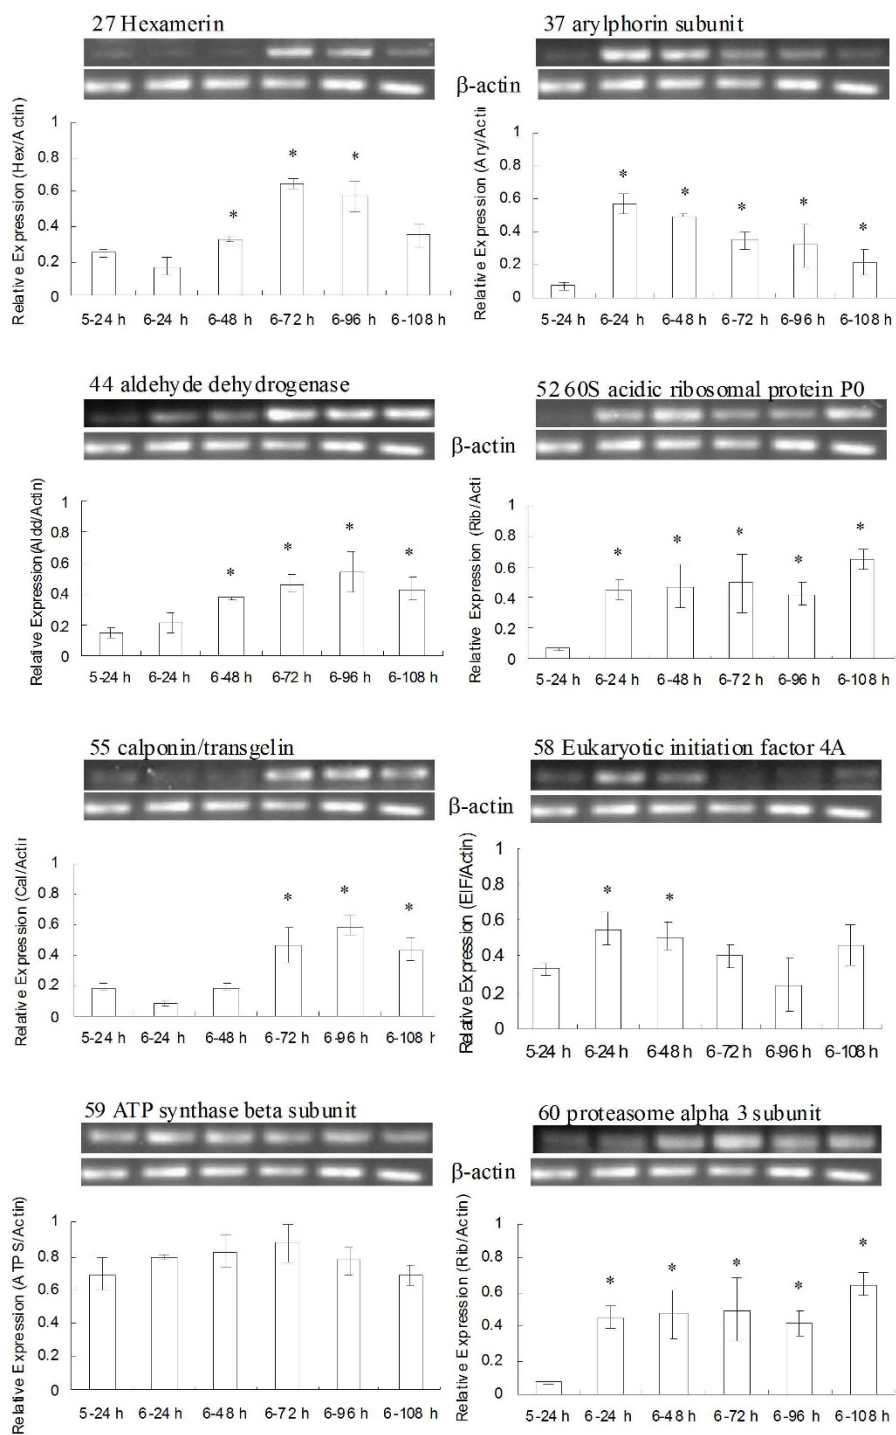 27 Hexamerin
β-actin
Relative Expression (Hex/Actin)
1
0.8
0.6
0.4
0.2
0
* * *
5-24 h 6-24 h 6-48 h 6-72 h 6-96 h 6-108 h
37 arylphorin subunit
Relative Expression (Ary/Actin
1
0.8
0.6
0.4
0.2
0
* * * * *
5-24 h 6-24 h 6-48 h 6-72 h 6-96 h 6-108 h
44 aldehyde dehydrogenase
β-actin
Relative Expression(Aldd/Actin)
1
0.8
0.6
0.4
0.2
0
* * * *
5-24 h 6-24 h 6-48 h 6-72 h 6-96 h 6-108 h
52 60S acidic ribosomal protein P0
Relative Expression (Rib/Acti
1
0.8
0.6
0.4
0.2
0
* * * * *
5-24 h 6-24 h 6-48 h 6-72 h 6-96 h 6-108 h
55 calponin/transgelin
β-actin
Relative Expression (Cal/Actin
1
0.8
0.6
0.4
0.2
0
* * *
5-24 h 6-24 h 6-48 h 6-72 h 6-96 h 6-108 h
58 Eukaryotic initiation factor 4A
Relative Expression (EIF/Actin)
1
0.8
0.6
0.4
0.2
0
* *
5-24 h 6-24 h 6-48 h 6-72 h 6-96 h 6-108 h
59 ATP synthase beta subunit
β-actin
Relative Expression (ATPS/Actin)
1
0.8
0.6
0.4
0.2
0
5-24 h 6-24 h 6-48 h 6-72 h 6-96 h 6-108 h
60 proteasome alpha 3 subunit
Relative Expression (Rib/Actin)
1
0.8
0.6
0.4
0.2
0
* * * * *
5-24 h 6-24 h 6-48 h 6-72 h 6-96 h 6-108 h